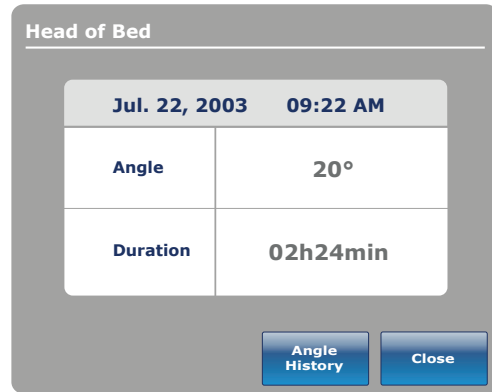 Head of Bed
Jul. 22, 2003 09:22 AM
Angle 20°
Duration 02h24min
Angle
History
Close